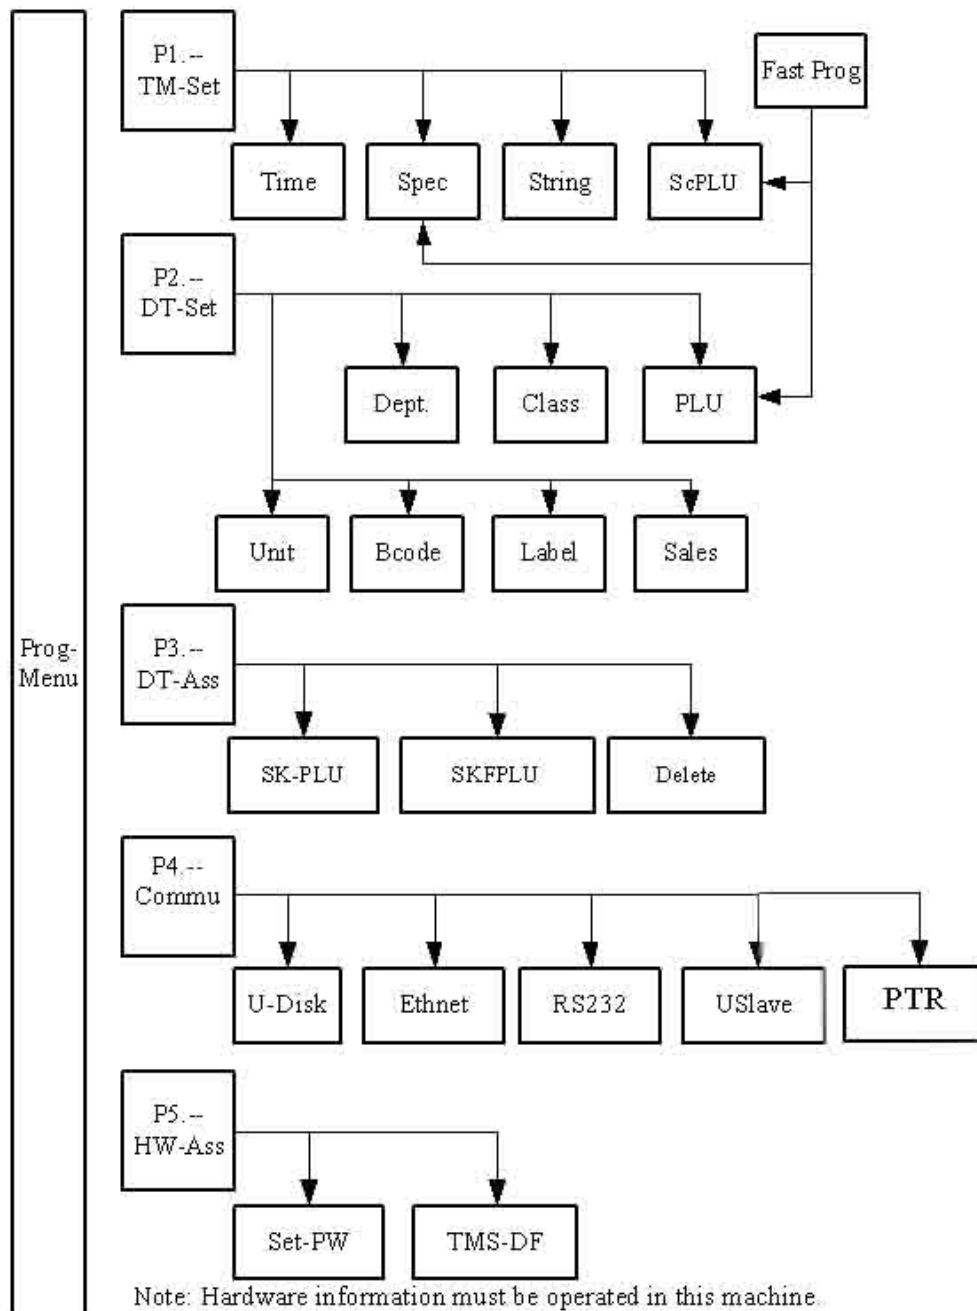 P1.--
TM-Set
Fast Prog
Time
Spec
String
ScPLU
P2.--
DT-Set
Dept.
Class
PLU
Unit
Bcode
Label
Sales
Prog-
Menu
P3.--
DT-Ass
SK-PLU
SKFPLU
Delete
P4.--
Commu
U-Disk
Ethnet
RS232
USlave
PTR
P5.--
HW-Ass
Set-PW
TMS-DF
Note: Hardware information must be operated in this machine.